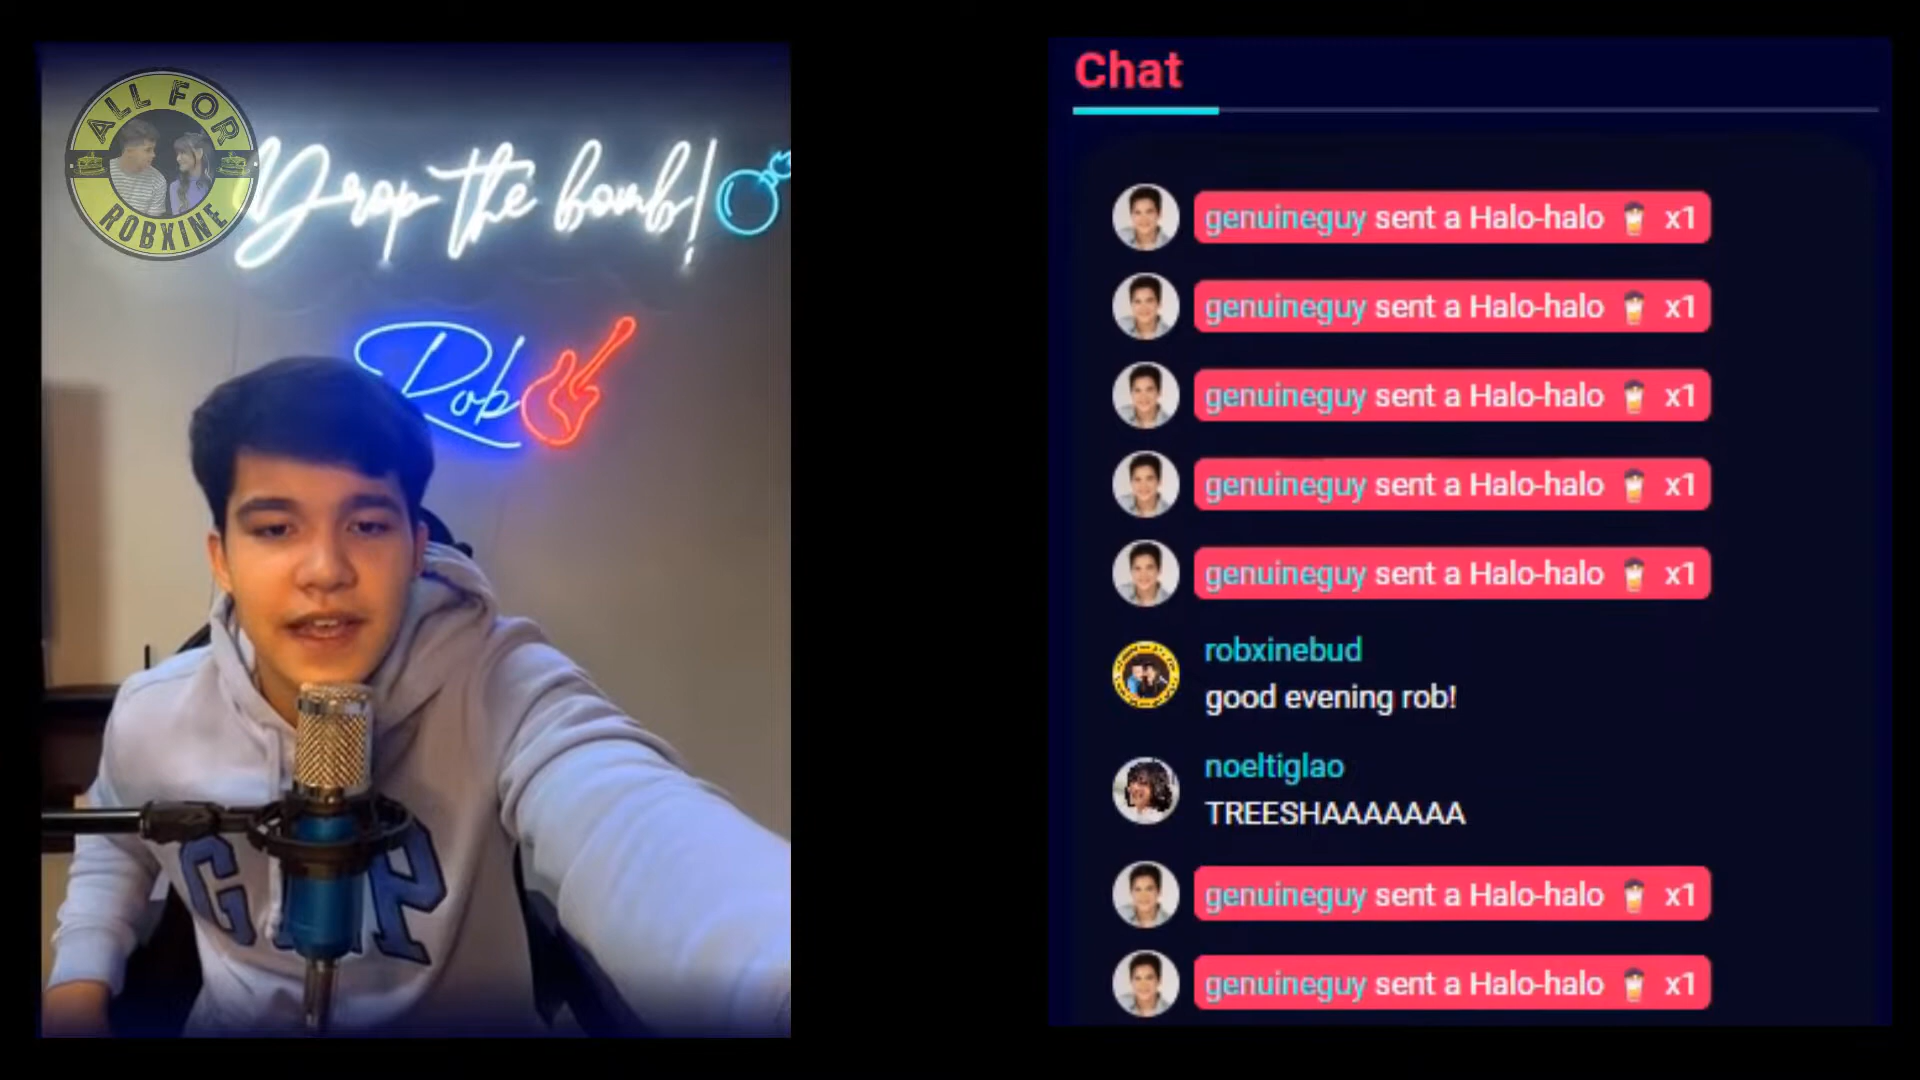 ALL FOR
ROBXINE
Drop the bomb!
Rob
GAP
Chat
genuineguy sent a Halo-halo x1
genuineguy sent a Halo-halo x1
genuineguy sent a Halo-halo x1
genuineguy sent a Halo-halo x1
genuineguy sent a Halo-halo x1
robxinebud
good evening rob!
noeltiglao
TREESHAAAAAAA
genuineguy sent a Halo-halo x1
genuineguy sent a Halo-halo x1